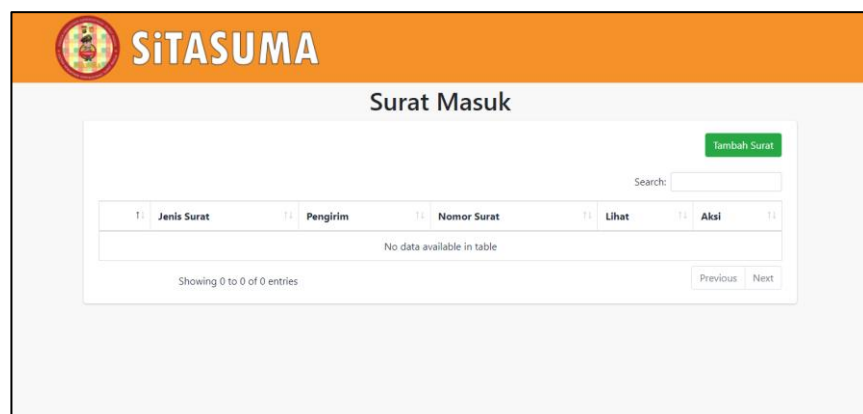 SiTASUMA
Surat Masuk
Tambah Surat
Search:
Jenis Surat Pengirim Nomor Surat Lihat Aksi
No data available in table
Showing 0 to 0 of 0 entries Previous Next